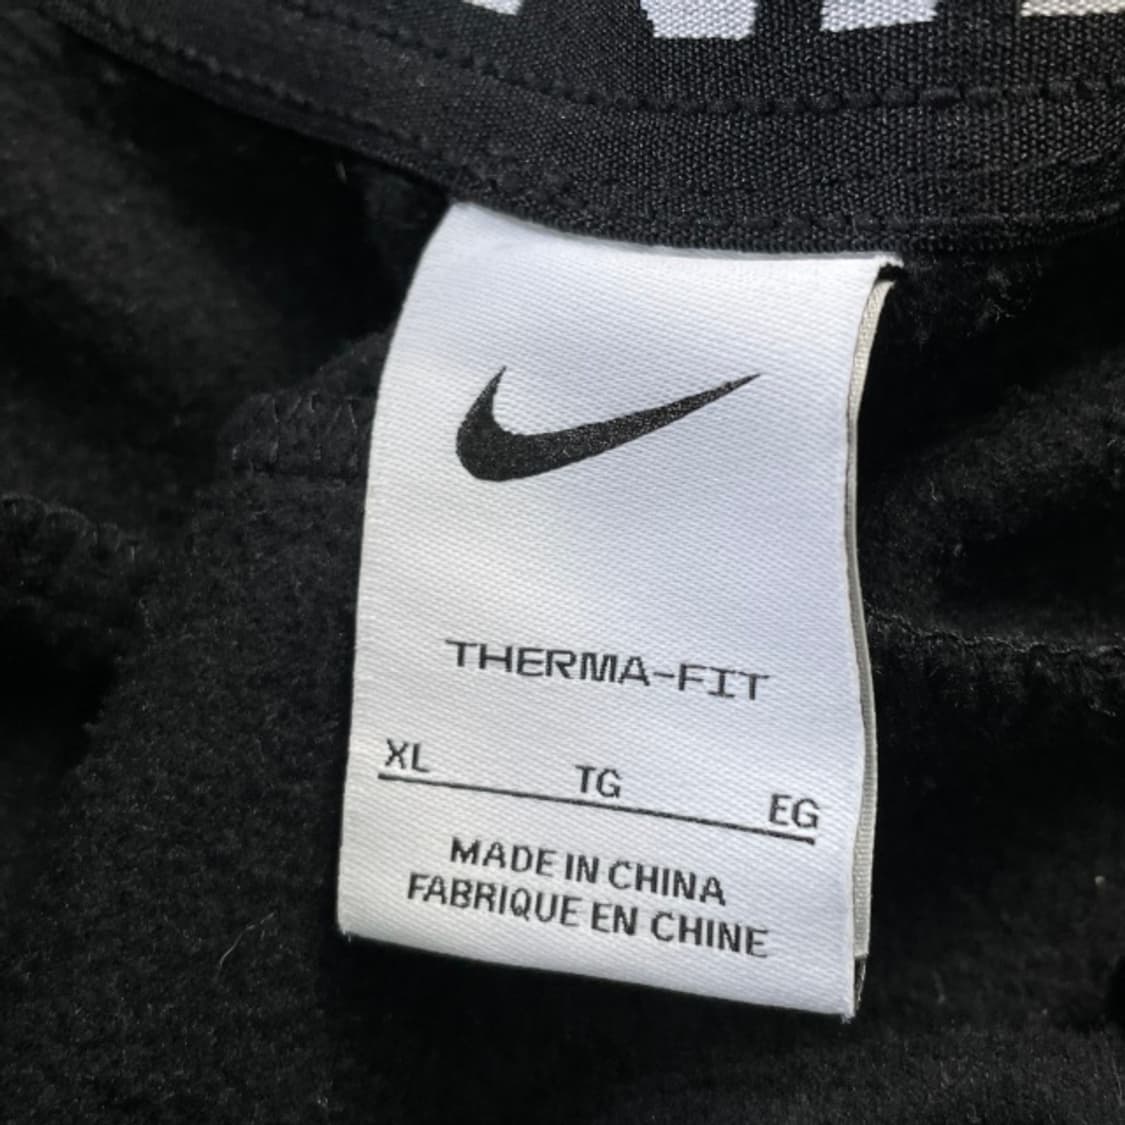 THERMA-FIT
XL TG EG
MADE IN CHINA
FABRIQUE EN CHINE